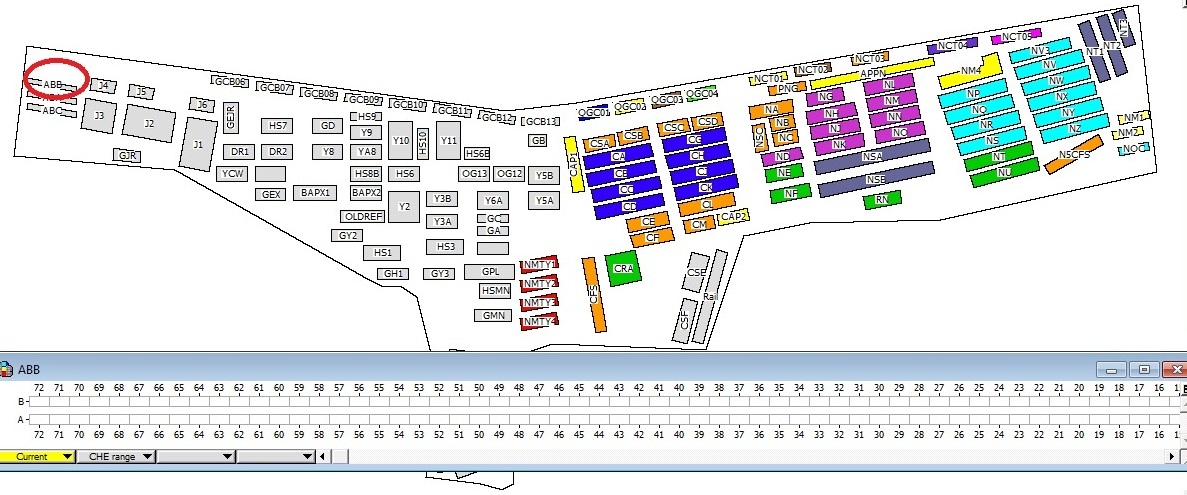 ABB
ABC
J4
J5
J3
J2
J6
GEJR
J1
GJR
GCB06
GCB07
GCB08
GCB09
GCB10
GCB11
GCB12
GCB13
HS7
GD
HS9
Y9
Y10
HS10
Y11
GB
DR1
DR2
Y8
YA8
HS6B
YCW
HS8B
HS6
OG13
OG12
Y5B
GEX
BAPX1
BAPX2
Y2
Y3B
Y6A
Y5A
OLDREF
Y3A
GC
GA
GY2
HS1
HS3
GH1
GY3
GPL
HSMN
GMN
NMTY1
NMTY2
NMTY3
NMTY4
CFS
CRA
CSE
CSF
Rail
CAP1
QGC01
QGC02
QGC03
QGC04
CSA
CSB
CSC
CSD
CA
CB
CC
CD
CE
CF
CG
CH
CI
CK
CL
CM
CAP2
NCT01
NCT02
NCT03
NCT04
NCT05
PNG
APPN
NA
NB
NC
NSC
ND
NE
NF
NG
NH
NJ
NK
NL
NM
NN
NO
NSA
NSB
RN
NM4
NP
NQ
NR
NS
NT
NU
NV3
NV
NW
NX
NY
NZ
N5CFS
NT1
NT2
NT3
NM1
NM2
NOC
ABB
72 71 70 69 68 67 66 65 64 63 62 61 60 59 58 57 56 55 54 53 52 51 50 49 48 47 46 45 44 43 42 41 40 39 38 37 36 35 34 33 32 31 30 29 28 27 26 25 24 23 22 21 20 19 18 17 16
B
A
72 71 70 69 68 67 66 65 64 63 62 61 60 59 58 57 56 55 54 53 52 51 50 49 48 47 46 45 44 43 42 41 40 39 38 37 36 35 34 33 32 31 30 29 28 27 26 25 24 23 22 21 20 19 18 17 16
Current
CHE range